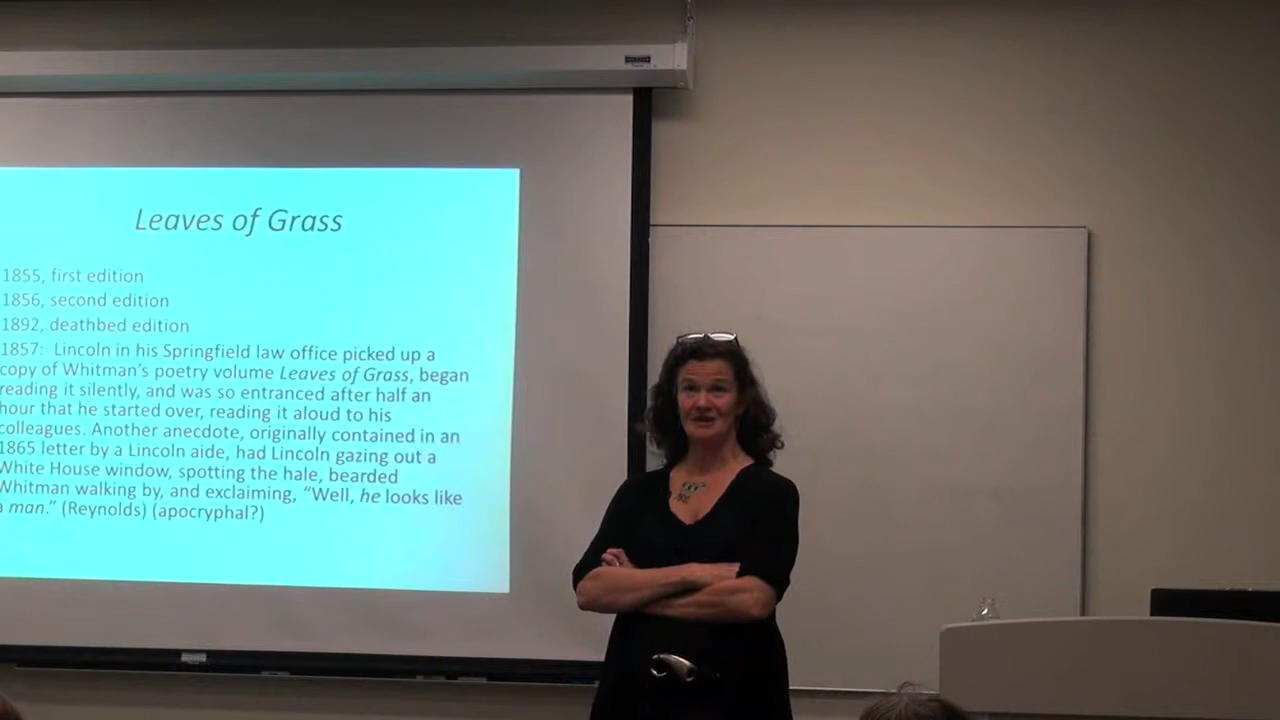 Leaves of Grass
1855, first edition
1856, second edition
1892, deathbed edition
1857: Lincoln in his Springfield law office picked up a
copy of Whitman's poetry volume Leaves of Grass, began
reading it silently, and was so entranced after half an
hour that he started over, reading it aloud to his
colleagues. Another anecdote, originally contained in an
1865 letter by a Lincoln aide, had Lincoln gazing out a
White House window, spotting the hale, bearded
Whitman walking by, and exclaiming, “Well, he looks like
a man.” (Reynolds) (apocryphal?)